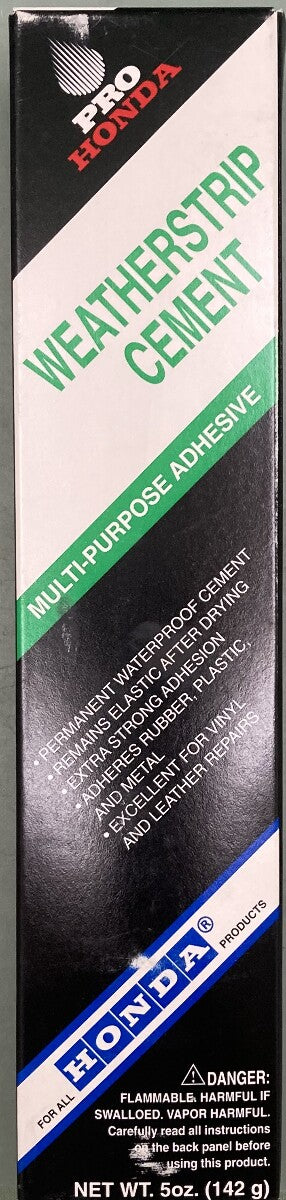 PRO
HONDA
WEATHERSTRIP
CEMENT
MULTI-PURPOSE ADHESIVE
• PERMANENT WATERPROOF CEMENT
• REMAINS ELASTIC AFTER DRYING
• EXTRA STRONG ADHESION
• ADHERES RUBBER, PLASTIC,
AND METAL
• EXCELLENT FOR VINYL
AND LEATHER REPAIRS
FOR ALL HONDA® PRODUCTS
⚠DANGER:
FLAMMABLE. HARMFUL IF
SWALLOED. VAPOR HARMFUL.
Carefully read all instructions
on the back panel before
using this product.
NET WT. 5oz. (142 g)